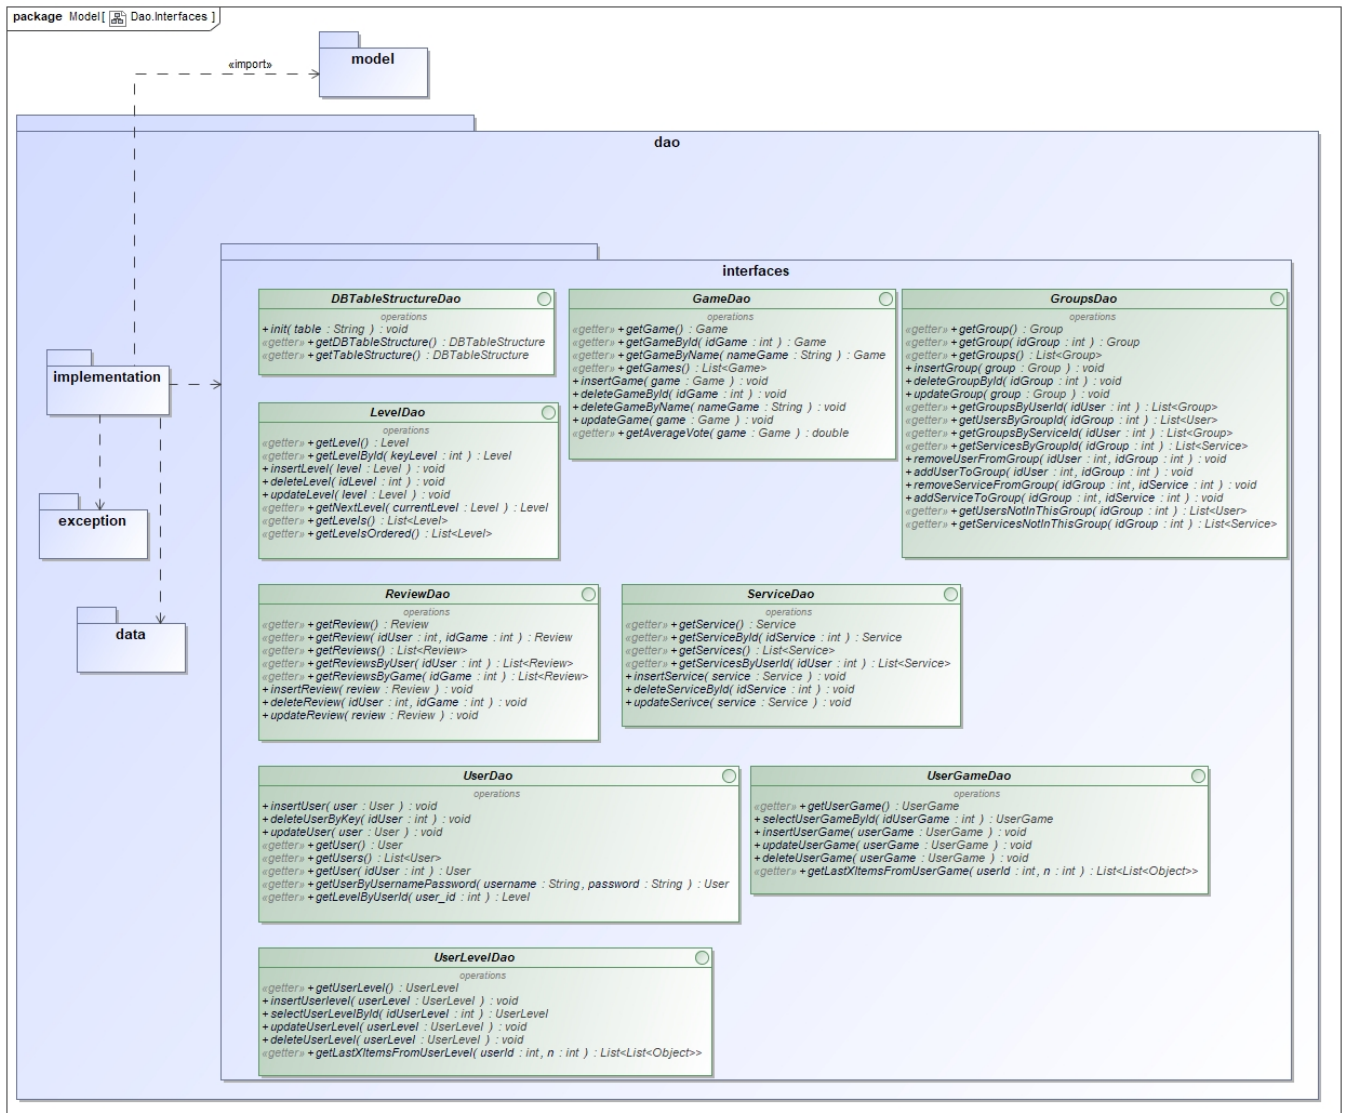 package Model[ Dao.Interfaces ]
model
«import»
dao
interfaces
implementation
exception
data
DBTableStructureDao
operations
+init( table : String ) : void
«getter» +getDBTableStructure() : DBTableStructure
«getter» +getTableStructure() : DBTableStructure
GameDao
operations
«getter» +getGame() : Game
«getter» +getGameById( idGame : int ) : Game
«getter» +getGameByName( nameGame : String ) : Game
«getter» +getGames() : List<Game>
+insertGame( game : Game ) : void
+deleteGameById( idGame : int ) : void
+deleteGameByName( nameGame : String ) : void
+updateGame( game : Game ) : void
«getter» +getAverageVote( game : Game ) : double
GroupsDao
operations
«getter» +getGroup() : Group
«getter» +getGroup( idGroup : int ) : Group
«getter» +getGroups() : List<Group>
+insertGroup( group : Group ) : void
+deleteGroupById( idGroup : int ) : void
+updateGroup( group : Group ) : void
«getter» +getGroupsByUserId( idUser : int ) : List<Group>
«getter» +getUsersByGroupId( idGroup : int ) : List<User>
«getter» +getGroupsByServiceId( idUser : int ) : List<Group>
«getter» +getServicesByGroupId( idGroup : int ) : List<Service>
+removeUserFromGroup( idUser : int, idGroup : int ) : void
+addUserToGroup( idUser : int, idGroup : int ) : void
+removeServiceFromGroup( idGroup : int, idService : int ) : void
+addServiceToGroup( idGroup : int, idService : int ) : void
«getter» +getUsersNotInThisGroup( idGroup : int ) : List<User>
«getter» +getServicesNotInThisGroup( idGroup : int ) : List<Service>
LevelDao
operations
«getter» +getLevel() : Level
«getter» +getLevelById( keyLevel : int ) : Level
+insertLevel( level : Level ) : void
+deleteLevel( idLevel : int ) : void
+updateLevel( level : Level ) : void
«getter» +getNextLevel( currentLevel : Level ) : Level
«getter» +getLevels() : List<Level>
«getter» +getLevelsOrdered() : List<Level>
ReviewDao
operations
«getter» +getReview() : Review
«getter» +getReview( idUser : int, idGame : int ) : Review
«getter» +getReviews() : List<Review>
«getter» +getReviewsByUser( idUser : int ) : List<Review>
«getter» +getReviewsByGame( idGame : int ) : List<Review>
+insertReview( review : Review ) : void
+deleteReview( idUser : int, idGame : int ) : void
+updateReview( review : Review ) : void
ServiceDao
operations
«getter» +getService() : Service
«getter» +getServiceById( idService : int ) : Service
«getter» +getServices() : List<Service>
«getter» +getServicesByUserId( idUser : int ) : List<Service>
+insertService( service : Service ) : void
+deleteServiceById( idService : int ) : void
+updateSerivce( service : Service ) : void
UserDao
operations
+insertUser( user : User ) : void
+deleteUserByKey( idUser : int ) : void
+updateUser( user : User ) : void
«getter» +getUser() : User
«getter» +getUsers() : List<User>
«getter» +getUser( idUser : int ) : User
«getter» +getUserByUsernamePassword( username : String, password : String ) : User
«getter» +getLevelByUserId( user_id : int ) : Level
UserGameDao
operations
«getter» +getUserGame() : UserGame
+selectUserGameById( idUserGame : int ) : UserGame
+insertUserGame( userGame : UserGame ) : void
+updateUserGame( userGame : UserGame ) : void
+deleteUserGame( userGame : UserGame ) : void
«getter» +getLastXItemsFromUserGame( userId : int, n : int ) : List<List<Object>>
UserLevelDao
operations
«getter» +getUserLevel() : UserLevel
+insertUserlevel( userLevel : UserLevel ) : void
+selectUserLevelById( idUserLevel : int ) : UserLevel
+updateUserLevel( userLevel : UserLevel ) : void
+deleteUserLevel( userLevel : UserLevel ) : void
«getter» +getLastXItemsFromUserLevel( userId : int, n : int ) : List<List<Object>>